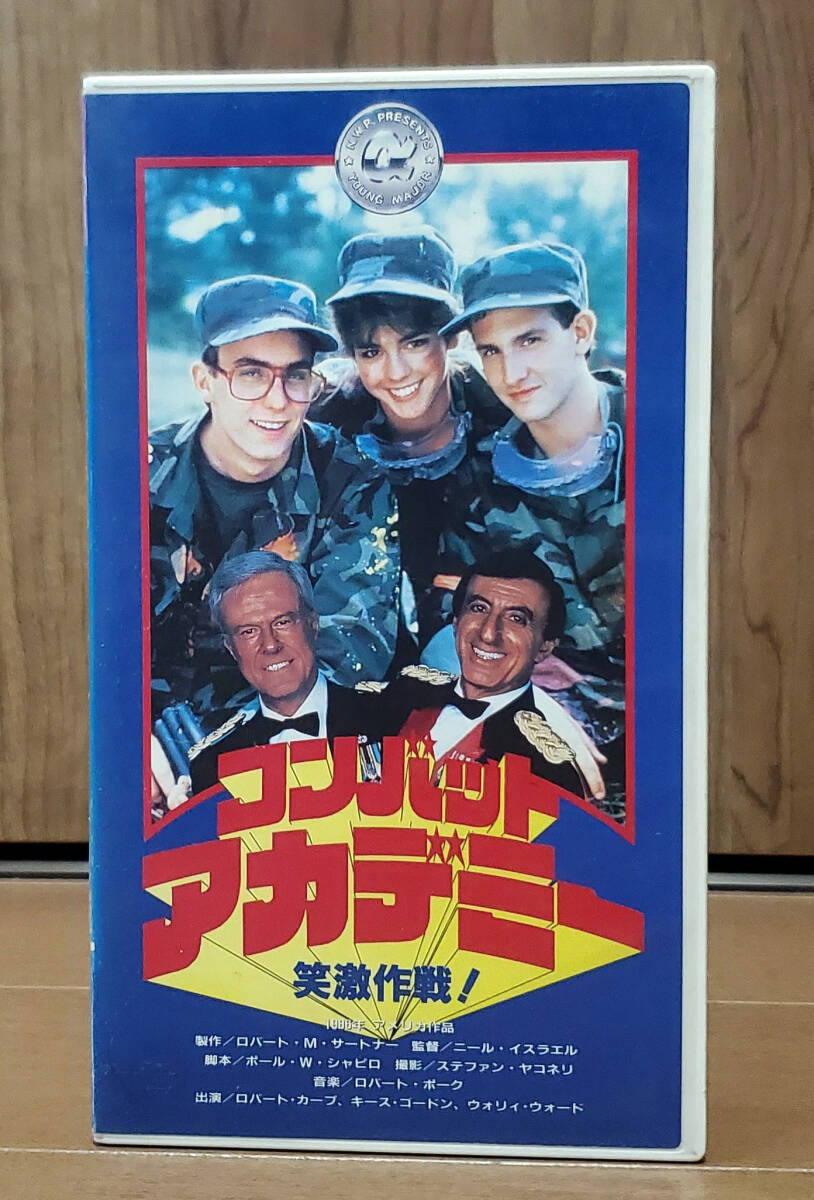 ★ N.W.P. PRESENTS ★
YOUNG MAJOR
コンバット
アカデミー
笑激作戦!
1986年 アメリカ作品
製作/ロバート・M・サートナー 監督/ニール・イスラエル
脚本/ポール・W・シャピロ 撮影/ステファン・ヤコネリ
音楽/ロバート・ポーク
出演/ロバート・カープ、キース・ゴードン、ウォリィ・ウォード